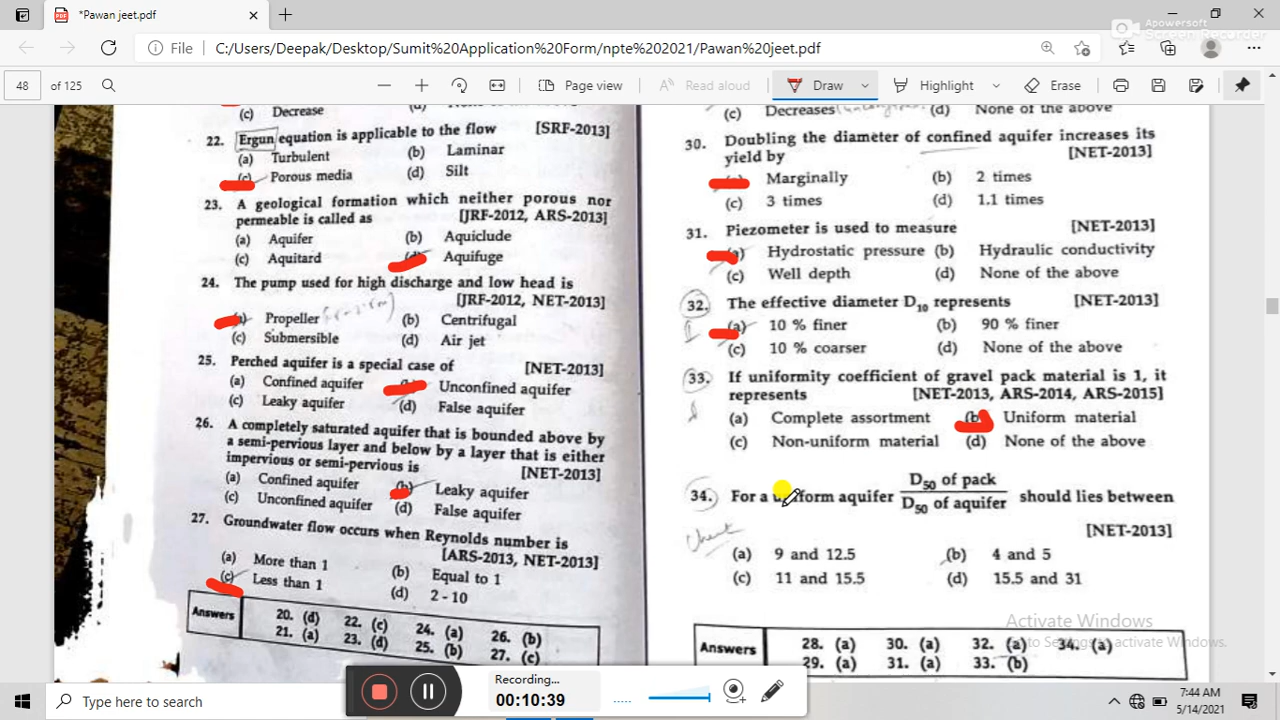 *Pawan jeet.pdf
Apowersoft
Screen Recorder
File
C:/Users/Deepak/Desktop/Sumit%20Application%20Form/npte%202021/Pawan%20jeet.pdf
48 of 125
Page view
Read aloud
Draw
Highlight
Erase
(c) Decrease
22. Ergun equation is applicable to the flow [SRF-2013]
(a) Turbulent (b) Laminar
(c) Porous media (d) Silt
23. A geological formation which neither porous nor
permeable is called as [JRF-2012, ARS-2013]
(a) Aquifer (b) Aquiclude
(c) Aquitard Aquifuge
24. The pump used for high discharge and low head is
[JRF-2012, NET-2013]
Propeller (b) Centrifugal
(c) Submersible (d) Air jet
25. Perched aquifer is a special case of [NET-2013]
(a) Confined aquifer Unconfined aquifer
(c) Leaky aquifer (d) False aquifer
26. A completely saturated aquifer that is bounded above by
a semi-pervious layer and below by a layer that is either
impervious or semi-pervious is [NET-2013]
(a) Confined aquifer (b) Leaky aquifer
(c) Unconfined aquifer (d) False aquifer
27. Groundwater flow occurs when Reynolds number is
[ARS-2013, NET-2013]
(a) More than 1 (b) Equal to 1
(c) Less than 1 (d) 2 - 10
Answers
20. (d) 22. (c) 24. (a) 26. (b)
21. (a) 23. (d) 25. (b) 27. (c)
(c) Decreases (d) None of the above
30. Doubling the diameter of confined aquifer increases its
yield by [NET-2013]
Marginally (b) 2 times
(c) 3 times (d) 1.1 times
31. Piezometer is used to measure [NET-2013]
(a) Hydrostatic pressure (b) Hydraulic conductivity
(c) Well depth (d) None of the above
32. The effective diameter D10 represents [NET-2013]
(a) 10 % finer (b) 90 % finer
(c) 10 % coarser (d) None of the above
33. If uniformity coefficient of gravel pack material is 1, it
represents [NET-2013, ARS-2014, ARS-2015]
(a) Complete assortment (b) Uniform material
(c) Non-uniform material (d) None of the above
34. For a uniform aquifer D50 of pack / D50 of aquifer should lies between
[NET-2013]
(a) 9 and 12.5 (b) 4 and 5
(c) 11 and 15.5 (d) 15.5 and 31
Answers
28. (a) 30. (a) 32. (a) 34. (a)
29. (a) 31. (a) 33. (b)
Activate Windows
Go to Settings to activate Windows.
Recording...
00:10:39
Type here to search
7:44 AM
5/14/2021